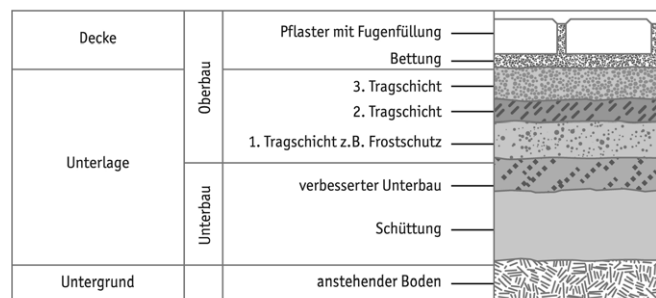 Decke
Oberbau
Pflaster mit Fugenfüllung
Bettung
Unterlage
3. Tragschicht
2. Tragschicht
1. Tragschicht z.B. Frostschutz
Unterbau
verbesserter Unterbau
Schüttung
Untergrund
anstehender Boden